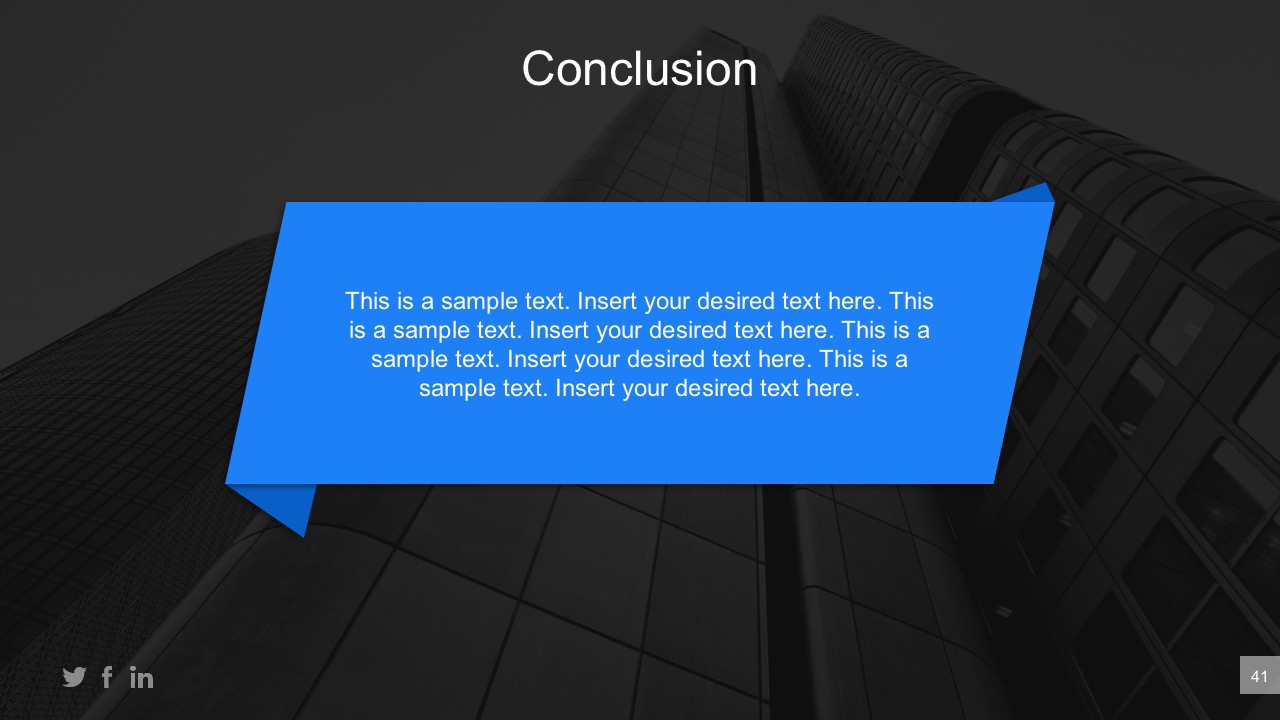 Conclusion
This is a sample text. Insert your desired text here. This
is a sample text. Insert your desired text here. This is a
sample text. Insert your desired text here. This is a
sample text. Insert your desired text here.
41